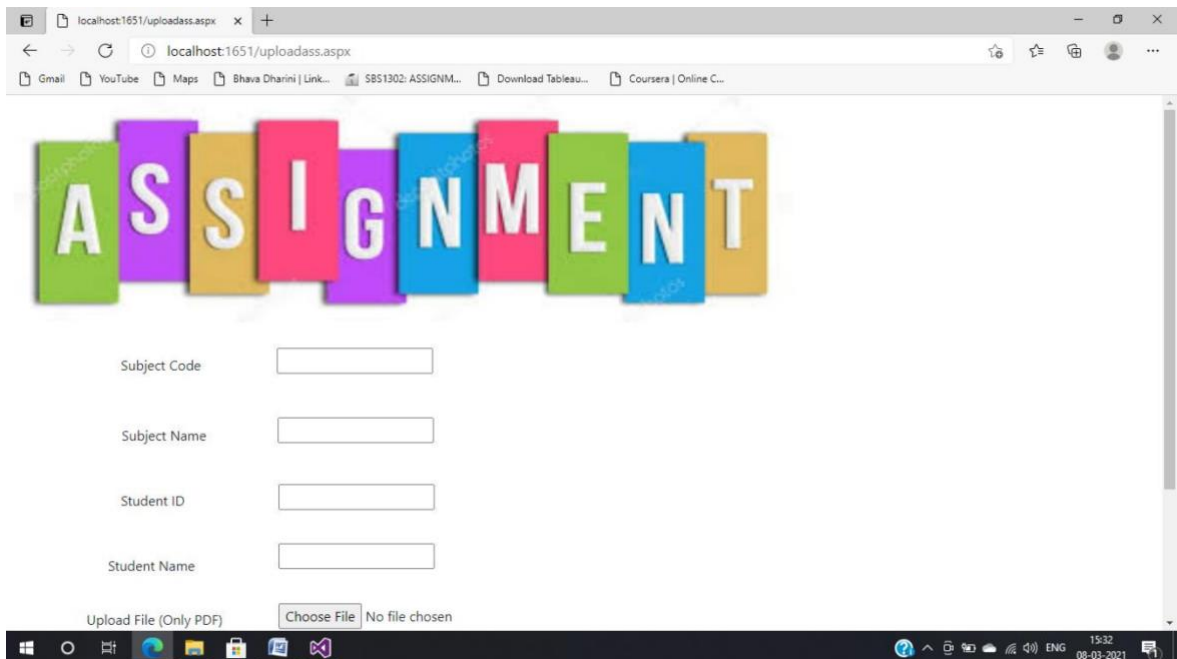 localhost:1651/uploadass.aspx
localhost:1651/uploadass.aspx
Gmail YouTube Maps Bhava Dharini | Link... SBS1302: ASSIGNM... Download Tableau... Coursera | Online C...
ASSIGNMENT
Subject Code
Subject Name
Student ID
Student Name
Upload File (Only PDF) Choose File No file chosen
ENG 15:32
08-03-2021